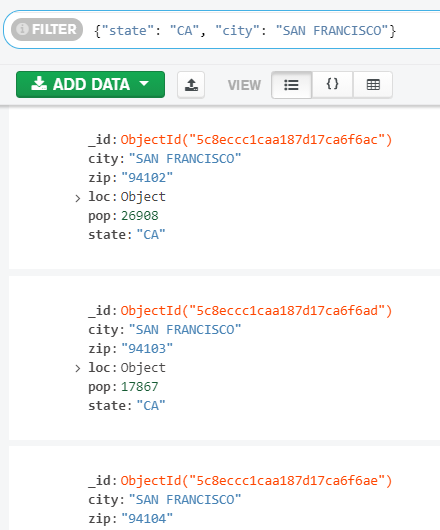 FILTER {"state": "CA", "city": "SAN FRANCISCO"}
ADD DATA VIEW {}
_id:ObjectId("5c8eccc1caa187d17ca6f6ac")
city:"SAN FRANCISCO"
zip:"94102"
loc:Object
pop:26908
state:"CA"
_id:ObjectId("5c8eccc1caa187d17ca6f6ad")
city:"SAN FRANCISCO"
zip:"94103"
loc:Object
pop:17867
state:"CA"
_id:ObjectId("5c8eccc1caa187d17ca6f6ae")
city:"SAN FRANCISCO"
zip:"94104"